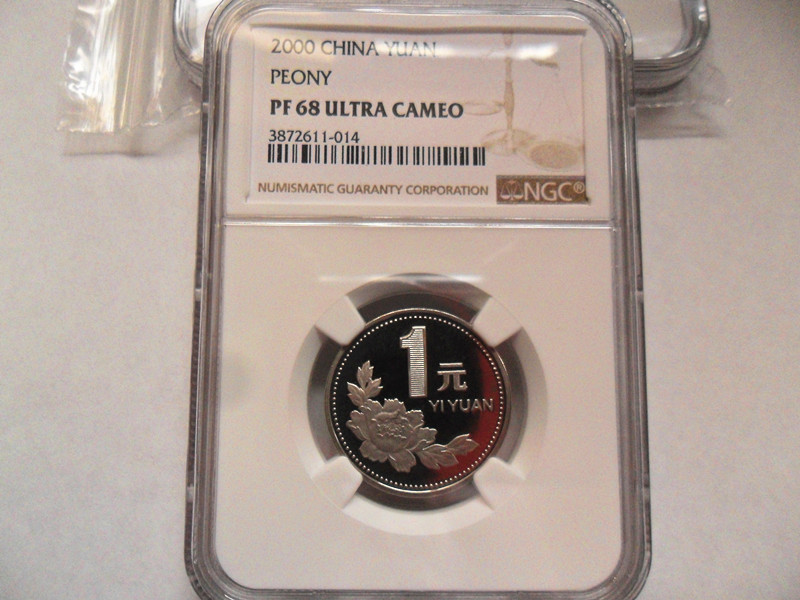 2000 CHINA YUAN
PEONY
PF 68 ULTRA CAMEO
3872611-014
NUMISMATIC GUARANTY CORPORATION NGC®
1元
YI YUAN